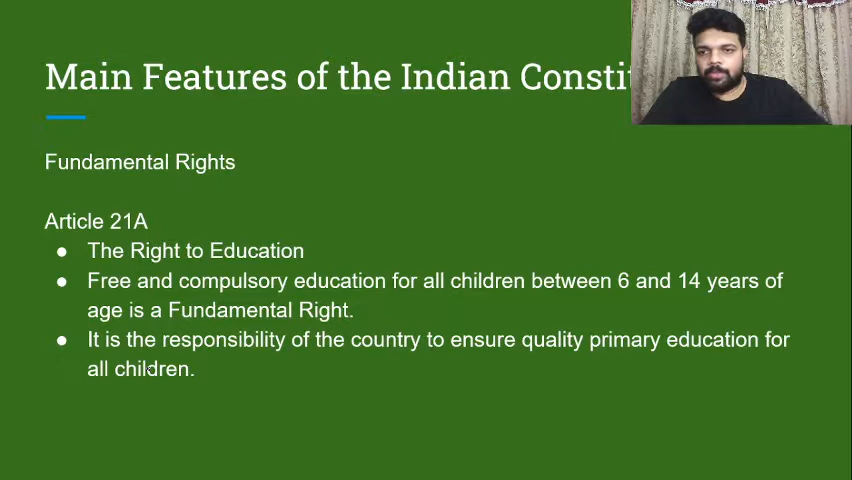 Main Features of the Indian Constit
Fundamental Rights
Article 21A
● The Right to Education
● Free and compulsory education for all children between 6 and 14 years of
age is a Fundamental Right.
● It is the responsibility of the country to ensure quality primary education for
all children.